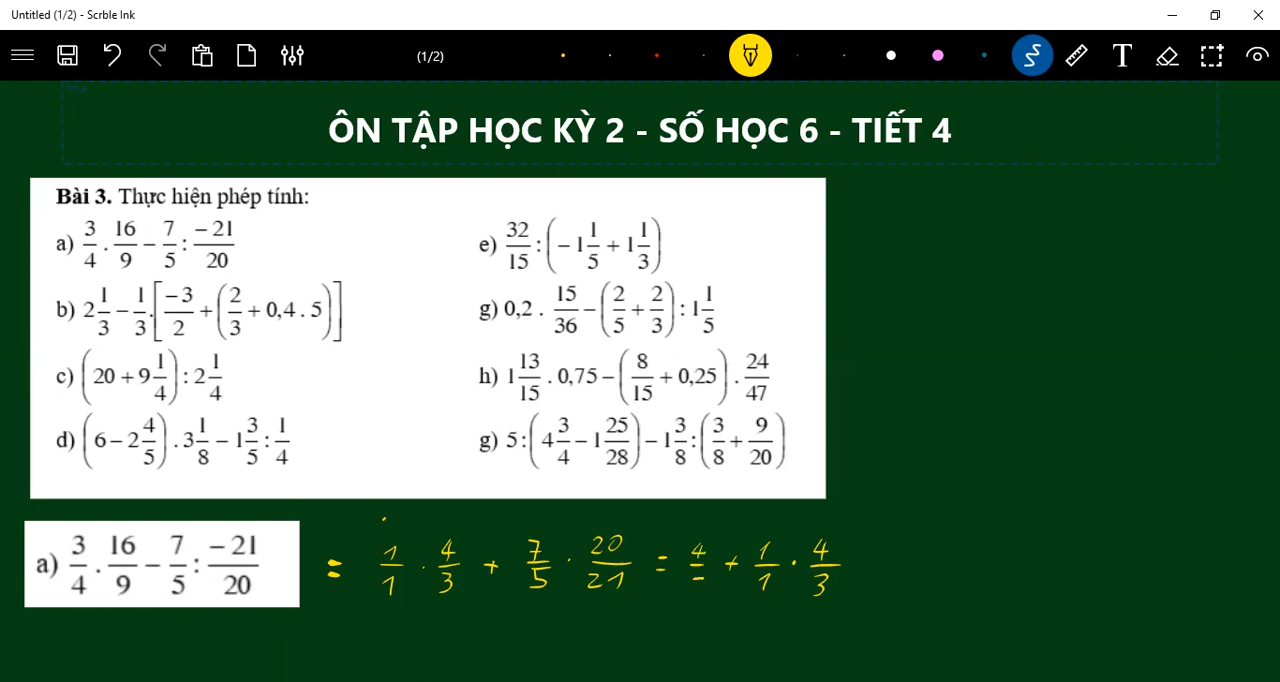 Untitled (1/2) - Scrble Ink
(1/2)
TITLE
ÔN TẬP HỌC KỲ 2 - SỐ HỌC 6 - TIẾT 4
Bài 3. Thực hiện phép tính:
a) 3/4 . 16/9 − 7/5 : −21/20
b) 2 1/3 − 1/3 . [−3/2 + (2/3 + 0,4 . 5)]
c) (20 + 9 1/4) : 2 1/4
d) (6 − 2 4/5) . 3 1/8 − 1 3/5 : 1/4
e) 32/15 : (− 1 1/5 + 1 1/3)
g) 0,2 . 15/36 − (2/5 + 2/3) : 1 1/5
h) 1 13/15 . 0,75 − (8/15 + 0,25) . 24/47
g) 5 : (4 3/4 − 1 25/28) − 1 3/8 : (3/8 + 9/20)
a) 3/4 . 16/9 − 7/5 : −21/20 = 1/1 . 4/3 + 7/5 . 20/21 = 4/ + 1/1 . 4/3